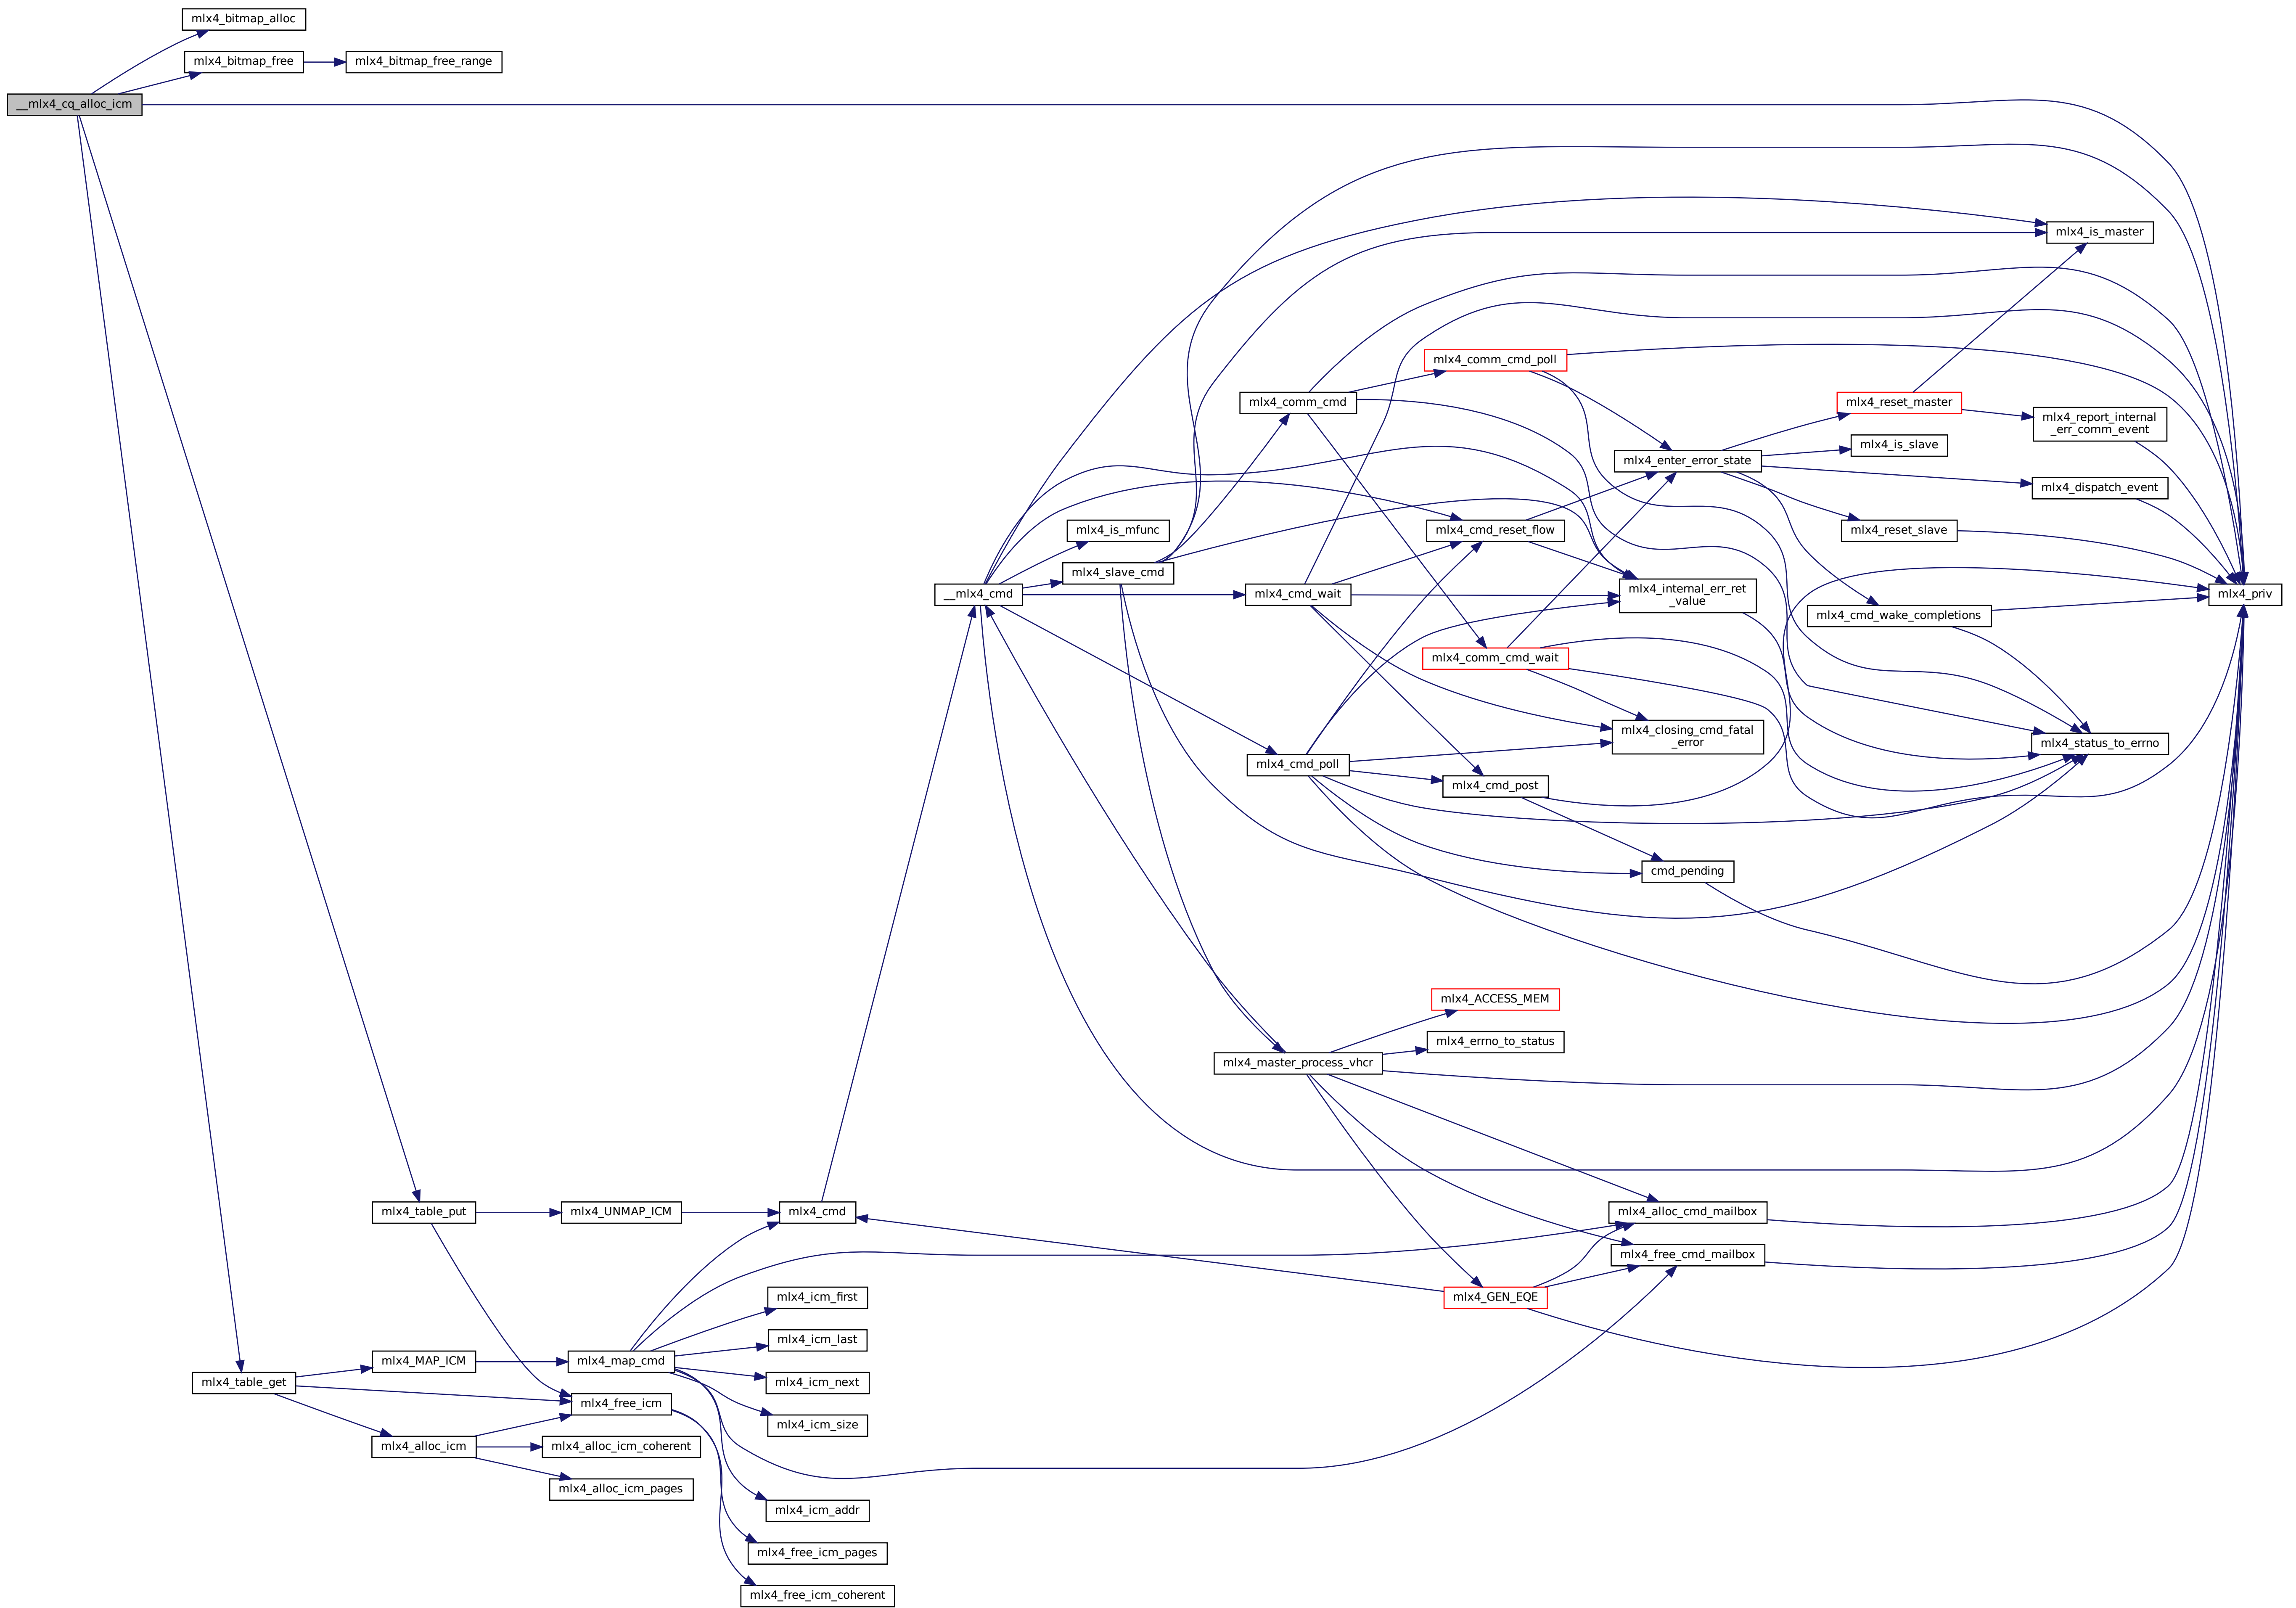 mlx4_bitmap_alloc
mlx4_bitmap_free
mlx4_bitmap_free_range
__mlx4_cq_alloc_icm
mlx4_is_master
mlx4_comm_cmd_poll
mlx4_comm_cmd
mlx4_reset_master
mlx4_report_internal
_err_comm_event
mlx4_is_slave
mlx4_enter_error_state
mlx4_dispatch_event
mlx4_is_mfunc
mlx4_cmd_reset_flow
mlx4_reset_slave
mlx4_slave_cmd
__mlx4_cmd
mlx4_cmd_wait
mlx4_internal_err_ret
_value
mlx4_priv
mlx4_cmd_wake_completions
mlx4_comm_cmd_wait
mlx4_closing_cmd_fatal
_error
mlx4_status_to_errno
mlx4_cmd_poll
mlx4_cmd_post
cmd_pending
mlx4_ACCESS_MEM
mlx4_errno_to_status
mlx4_master_process_vhcr
mlx4_table_put
mlx4_UNMAP_ICM
mlx4_cmd
mlx4_alloc_cmd_mailbox
mlx4_free_cmd_mailbox
mlx4_icm_first
mlx4_GEN_EQE
mlx4_icm_last
mlx4_MAP_ICM
mlx4_map_cmd
mlx4_table_get
mlx4_icm_next
mlx4_free_icm
mlx4_icm_size
mlx4_alloc_icm
mlx4_alloc_icm_coherent
mlx4_alloc_icm_pages
mlx4_icm_addr
mlx4_free_icm_pages
mlx4_free_icm_coherent